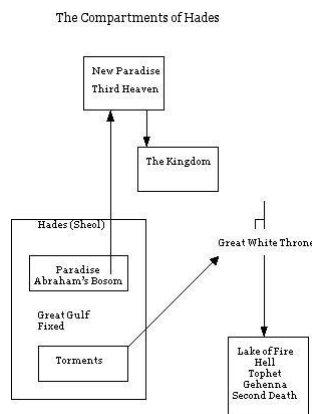 The Compartments of Hades
New Paradise
Third Heaven
The Kingdom
Hades (Sheol)
Paradise
Abraham's Bosom
Great Gulf
Fixed
Torments
Great White Throne
Lake of Fire
Hell
Tophet
Gehenna
Second Death